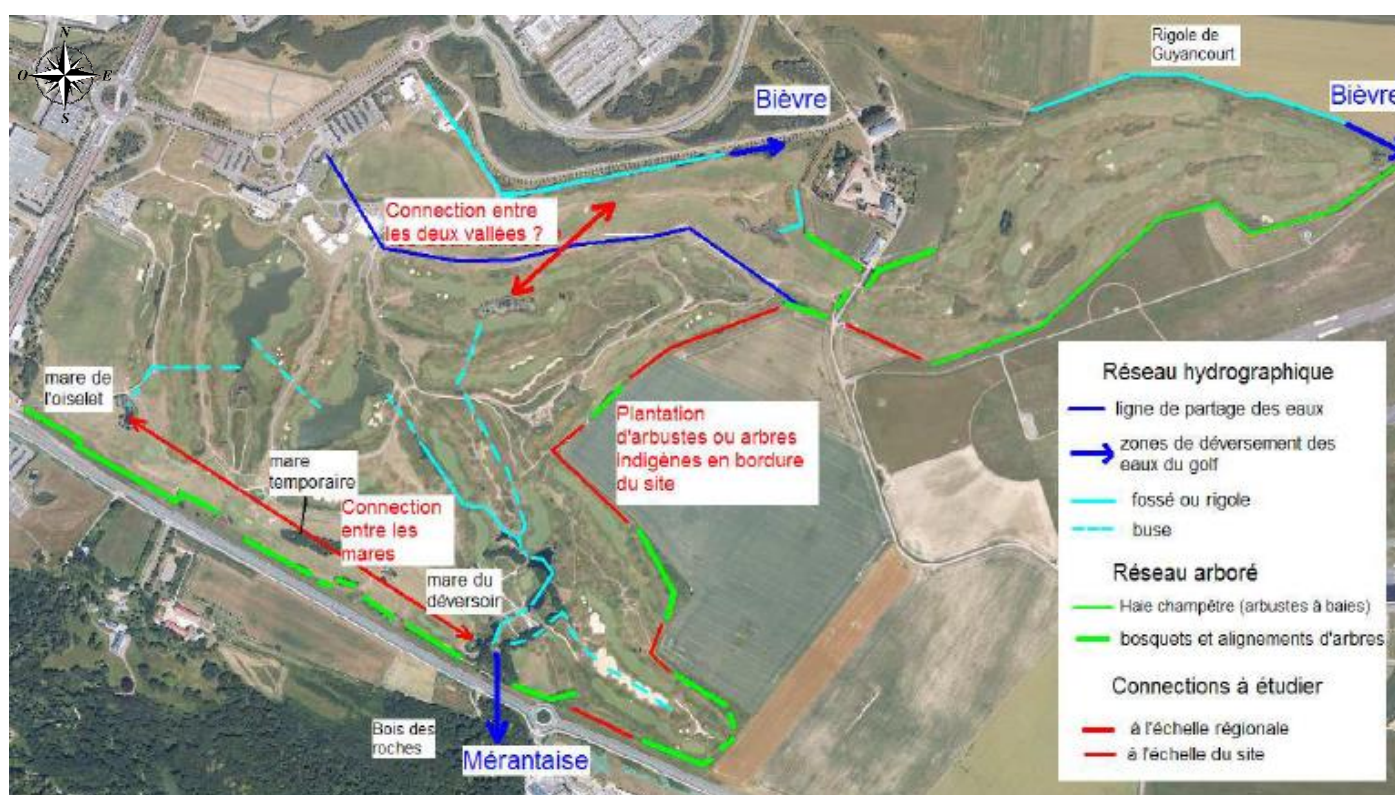 N
O
E
S
Rigole de
Guyancourt
Bièvre
Bièvre
Connection entre
les deux vallées ?
mare de
l'oiselet
mare
temporaire
Connection
entre les
mares
mare du
déversoir
Plantation
d'arbustes ou arbres
indigènes en bordure
du site
Bois des
roches
Mérantaise
Réseau hydrographique
ligne de partage des eaux
zones de déversement des
eaux du golf
fossé ou rigole
buse
Réseau arboré
Haie champêtre (arbustes à baies)
bosquets et alignements d'arbres
Connections à étudier
à l'échelle régionale
à l'échelle du site